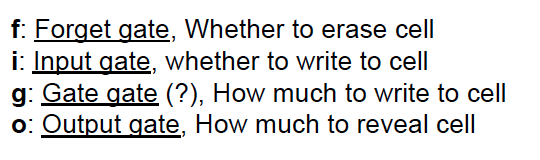 f: Forget gate, Whether to erase cell
i: Input gate, whether to write to cell
g: Gate gate (?), How much to write to cell
o: Output gate, How much to reveal cell